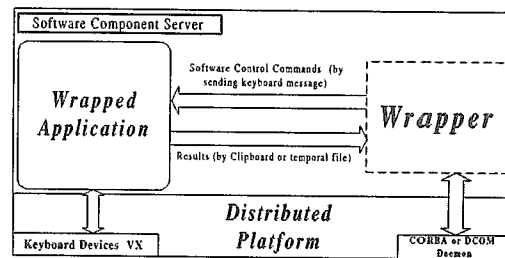 Software Component Server
Software Control Commands (by
sending keyboard message)
Wrapped
Application
Wrapper
Results (by Clipboard or temporal file)
Distributed
Platform
Keyboard Devices VX
CORBA or DCOM
Daemon